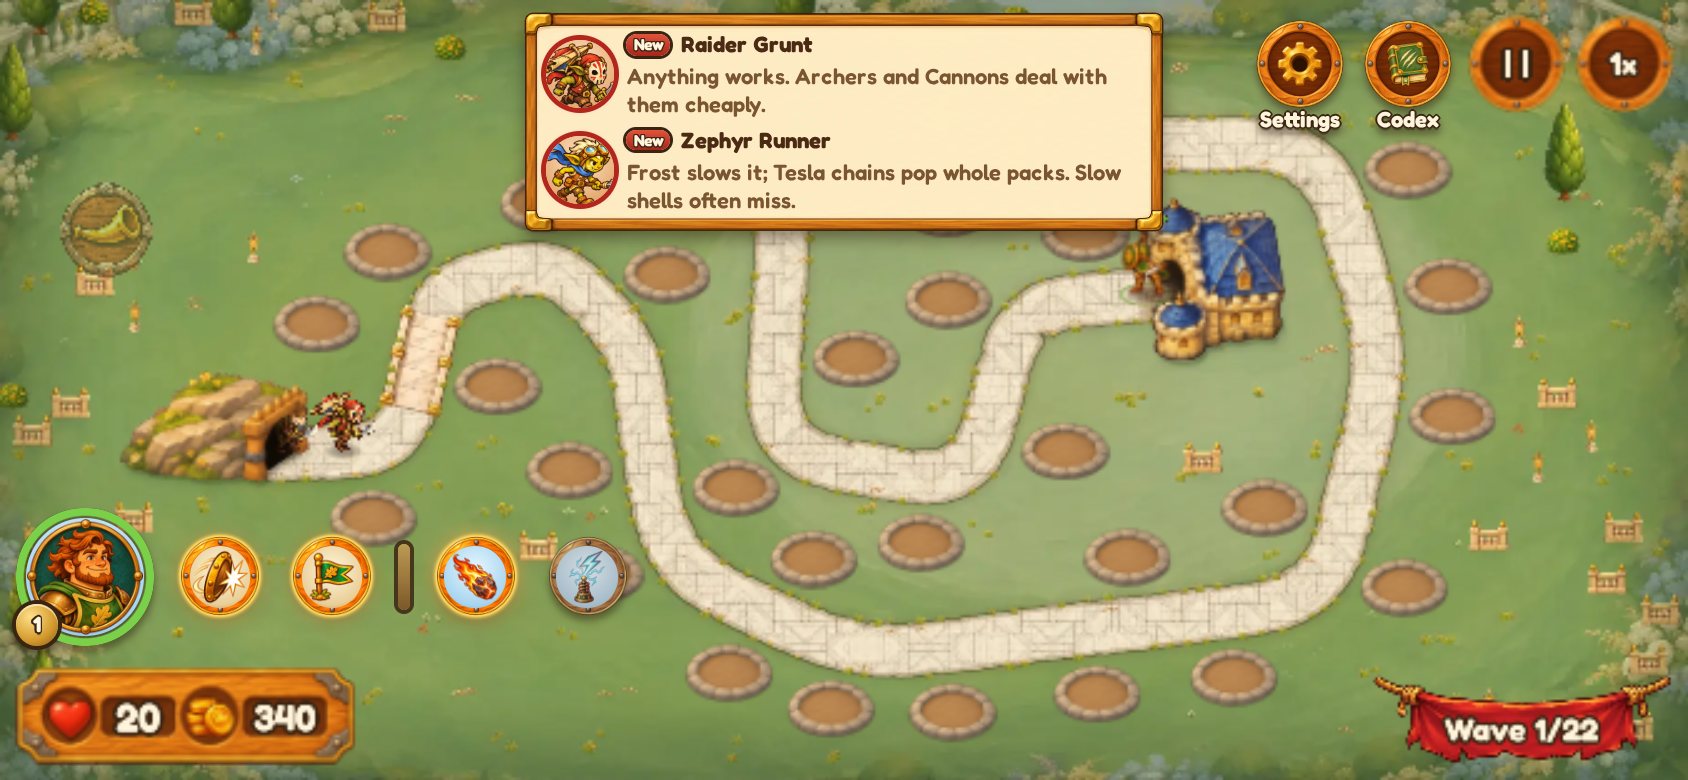 New Raider Grunt
Anything works. Archers and Cannons deal with
them cheaply.
New Zephyr Runner
Frost slows it; Tesla chains pop whole packs. Slow
shells often miss.
Settings
Codex
1x
1
20
340
Wave 1/22